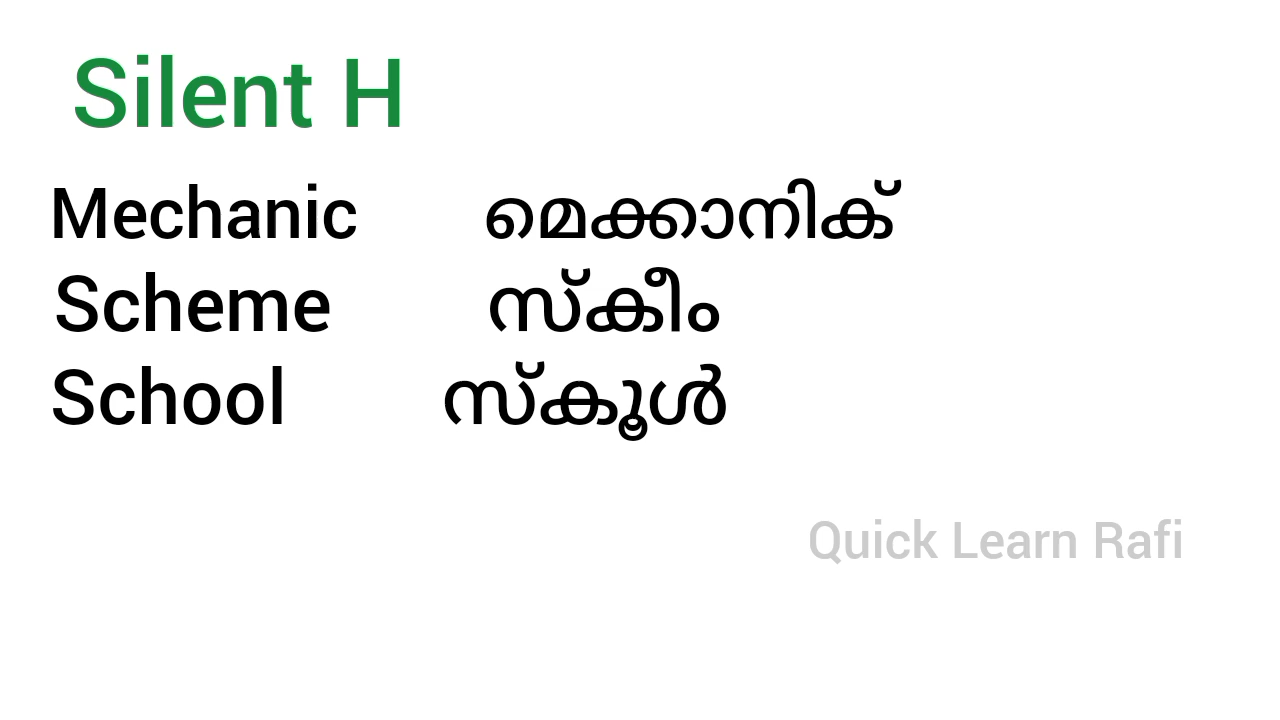 Silent H
Mechanic മെക്കാനിക്
Scheme സ്കീം
School സ്കൂൾ
Quick Learn Rafi